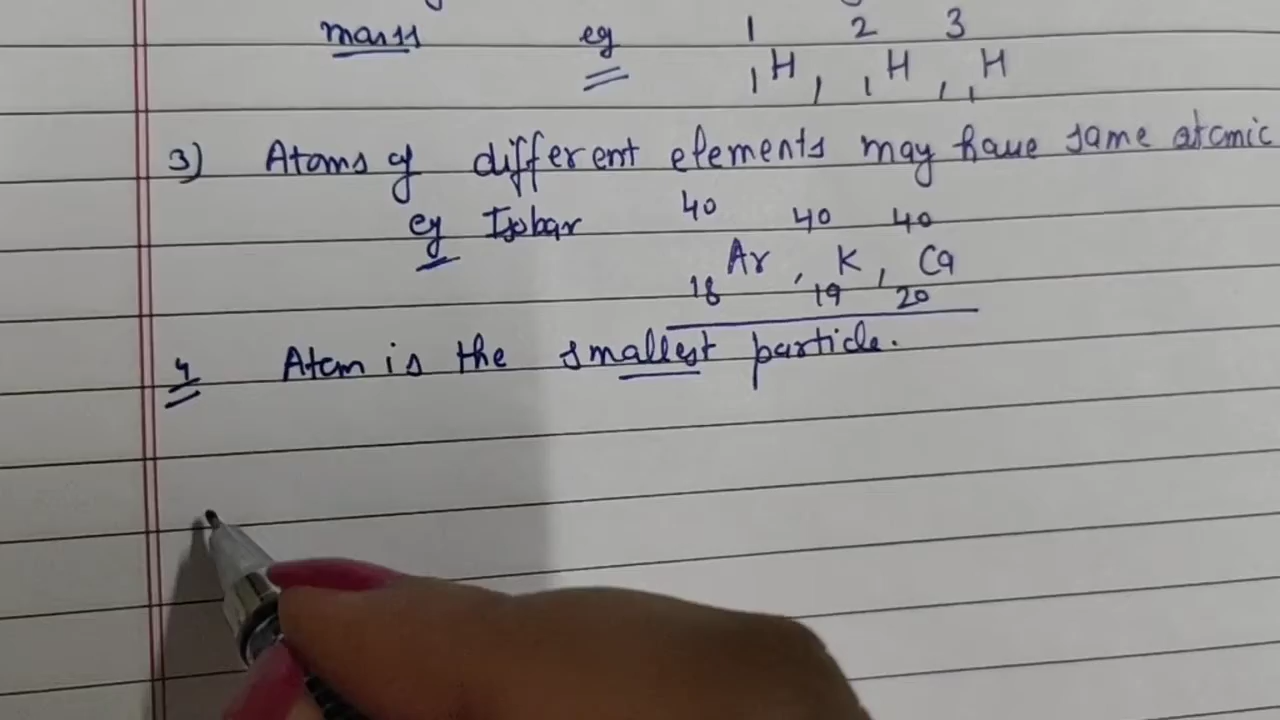 mass eg 1 2 3
1H, 1H, 1H
3) Atoms of different elements may have same atomic
eg Isobar 40 40 40
18Ar, 19K, 20Ca
4 Atom is the smallest particle.